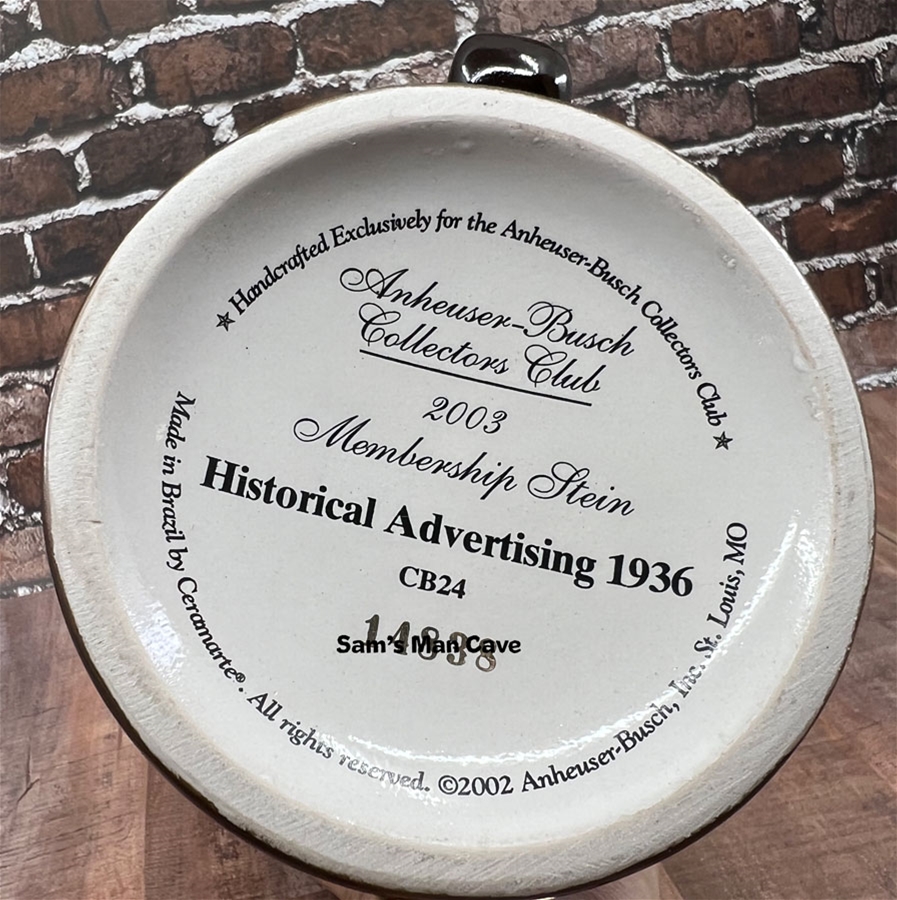 ★ Handcrafted Exclusively for the Anheuser-Busch Collectors Club ★
Anheuser-Busch
Collectors Club
2003
Membership Stein
Historical Advertising 1936
CB24
Sam's Man Cave
Made in Brazil by Ceramarte®. All rights reserved. ©2002 Anheuser-Busch, Inc. St. Louis, MO